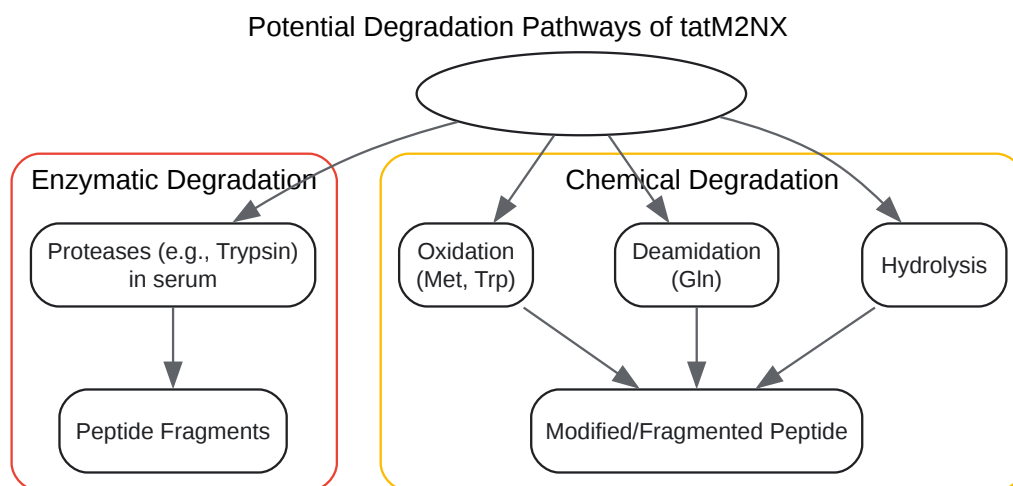 Potential Degradation Pathways of tatM2NX
Enzymatic Degradation
Proteases (e.g., Trypsin)
in serum
Peptide Fragments
Chemical Degradation
Oxidation
(Met, Trp)
Deamidation
(Gln)
Hydrolysis
Modified/Fragmented Peptide